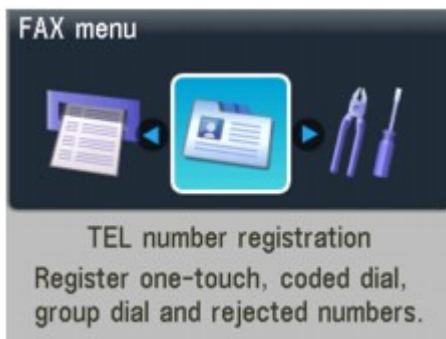 FAX menu
TEL number registration
Register one-touch, coded dial,
group dial and rejected numbers.